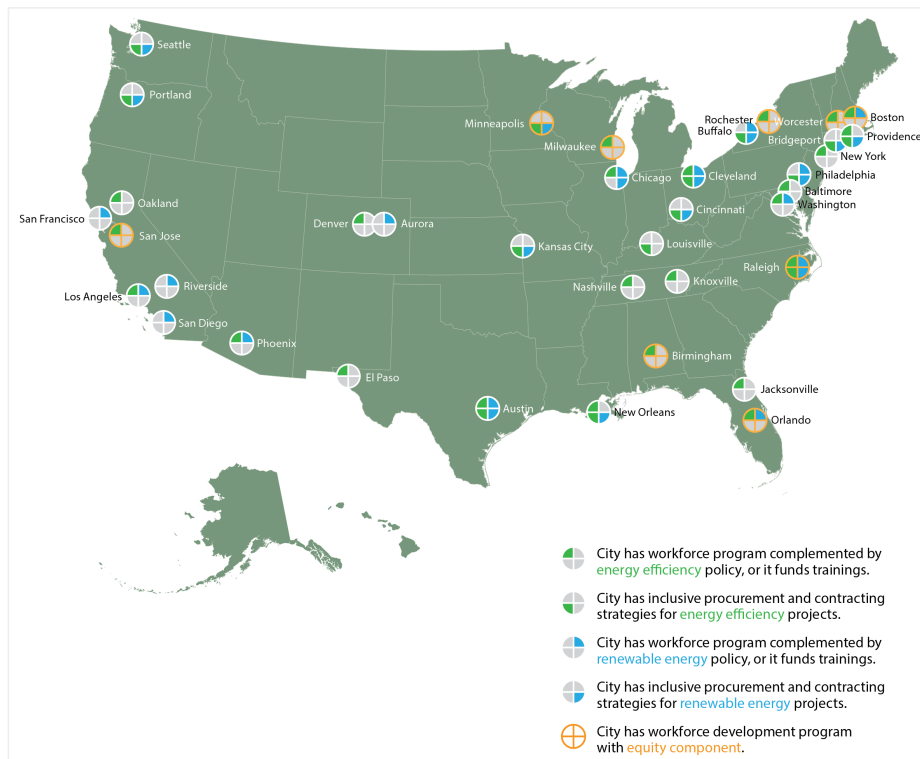 Seattle
Portland
Minneapolis
Milwaukee
Rochester
Buffalo
Worcester
Boston
Bridgeport
Providence
New York
Chicago
Cleveland
Philadelphia
Baltimore
Washington
Cincinnati
Oakland
San Francisco
San Jose
Denver
Aurora
Kansas City
Louisville
Raleigh
Riverside
Los Angeles
Nashville
Knoxville
San Diego
Phoenix
Birmingham
El Paso
Jacksonville
Austin
New Orleans
Orlando
City has workforce program complemented by
energy efficiency policy, or it funds trainings.
City has inclusive procurement and contracting
strategies for energy efficiency projects.
City has workforce program complemented by
renewable energy policy, or it funds trainings.
City has inclusive procurement and contracting
strategies for renewable energy projects.
City has workforce development program
with equity component.